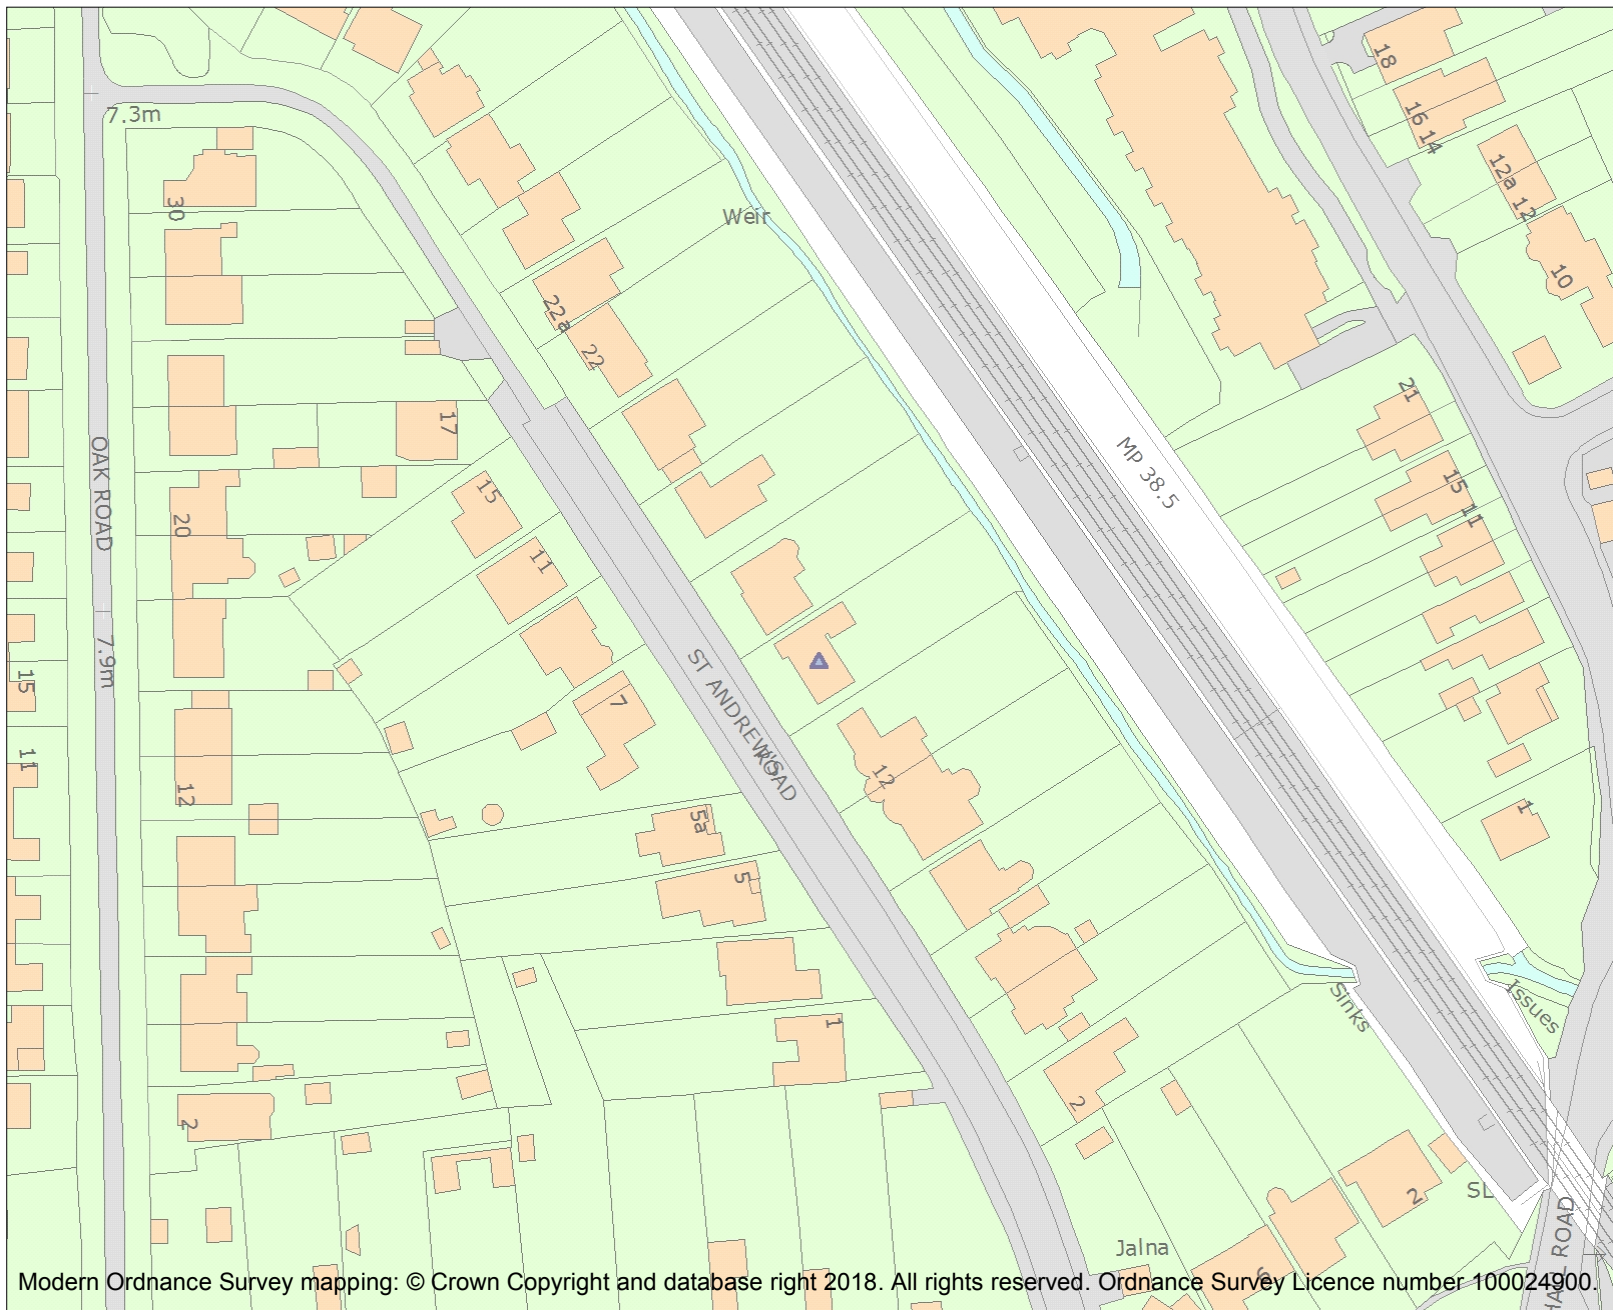 18
16
14
7.3m
12a
12
30
Weir
10
22a
22
21
17
OAK ROAD
Mp 38.5
15
15
11
20
11
7.9m
15
7
ST ANDREW'S ROAD
11
12
12
1
5a
5
Sinks
Issues
1
2
2
2
SL
ROAD
Jalna
6
Modern Ordnance Survey mapping: © Crown Copyright and database right 2018. All rights reserved. Ordnance Survey Licence number 100024900.